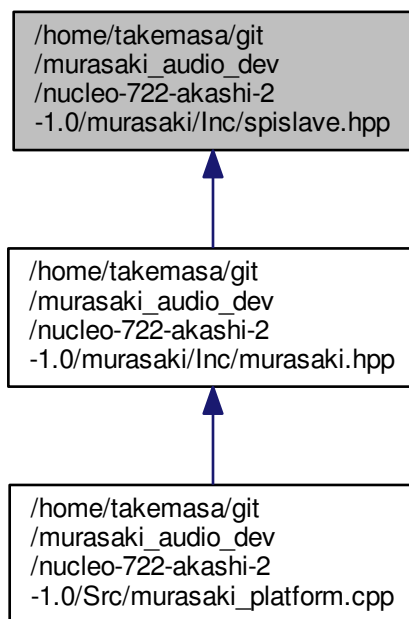 /home/takemasa/git
/murasaki_audio_dev
/nucleo-722-akashi-2
-1.0/murasaki/Inc/spislave.hpp
/home/takemasa/git
/murasaki_audio_dev
/nucleo-722-akashi-2
-1.0/murasaki/Inc/murasaki.hpp
/home/takemasa/git
/murasaki_audio_dev
/nucleo-722-akashi-2
-1.0/Src/murasaki_platform.cpp